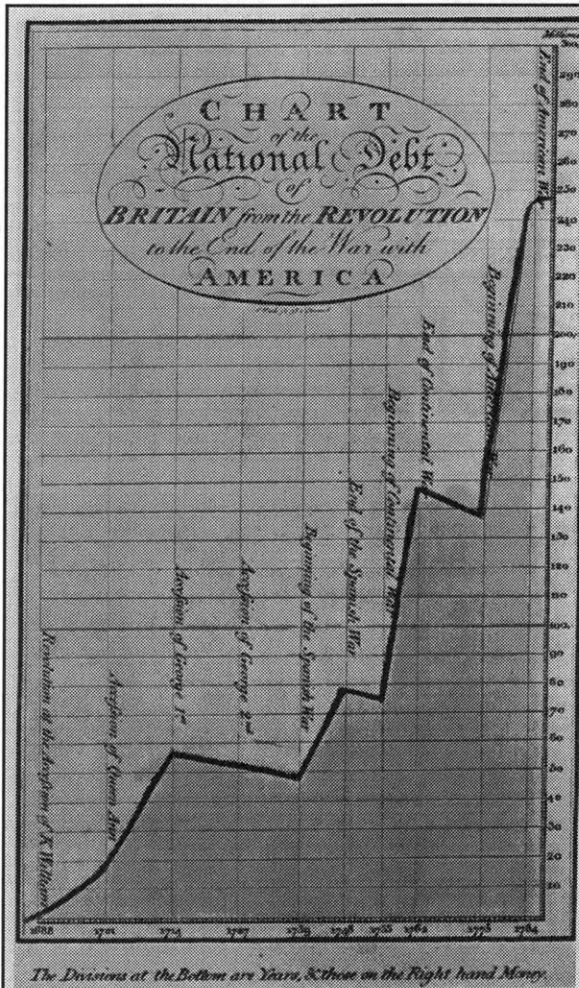 CHART
of the
National Debt
of
BRITAIN from the REVOLUTION
to the End of the War with
AMERICA
End of American War
290
280
270
260
250
240
230
220
210
200
190
180
170
160
150
140
130
120
110
100
90
80
70
60
50
40
30
20
10
Revolution at the Accession of K. William
Accession of Queen Ann
Accession of George 1st
Accession of George 2nd
Beginning of the Spanish War
End of the Spanish War
Beginning of Continental War
End of Continental War
Beginning of American War
1688
1701
1714
1727
1739
1748
1755
1762
1775
1784
The Divisions at the Bottom are Years, & those on the Right hand Money.